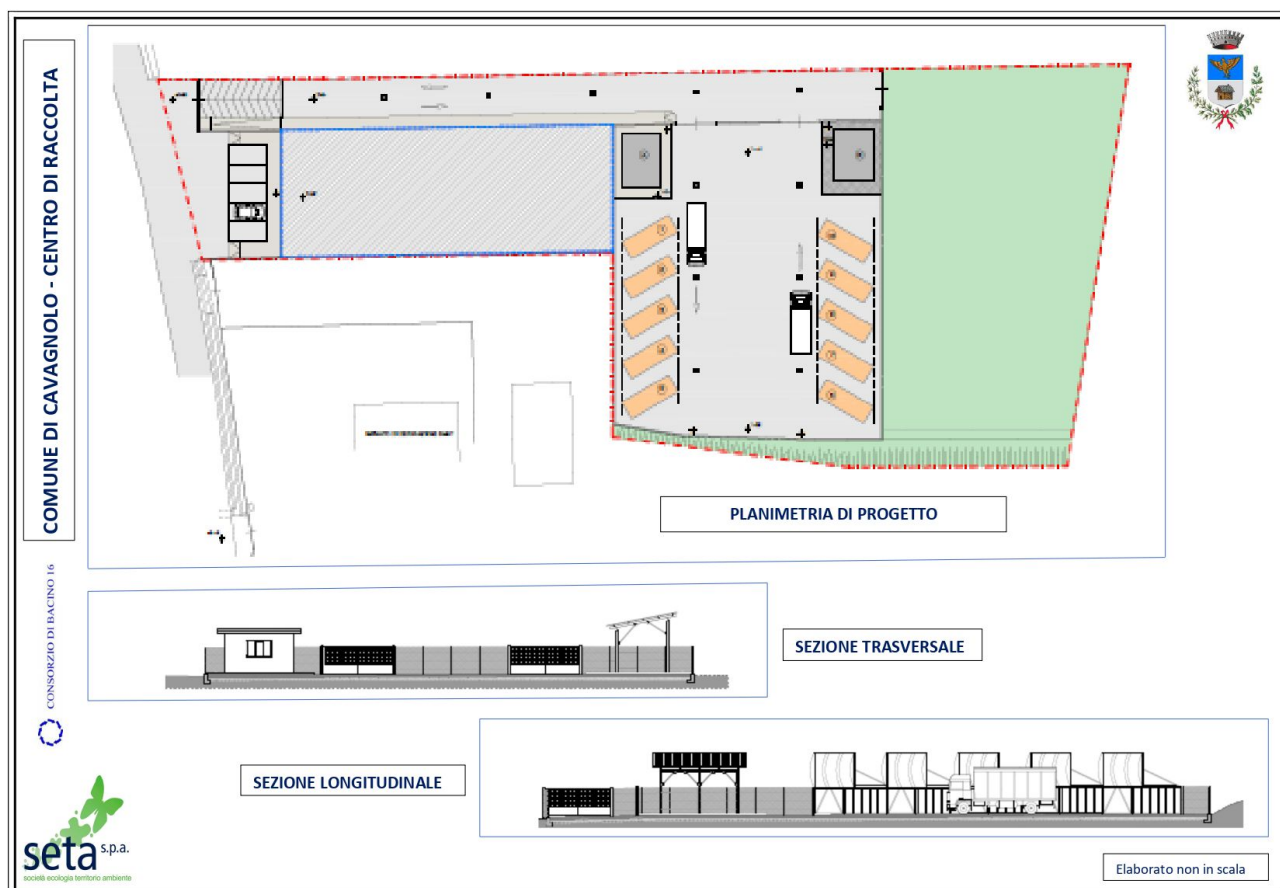 COMUNE DI CAVAGNOLO - CENTRO DI RACCOLTA
PLANIMETRIA DI PROGETTO
CONSORZIO DI BACINO 16
SEZIONE TRASVERSALE
SEZIONE LONGITUDINALE
seta s.p.a.
società ecologia territorio ambiente
Elaborato non in scala